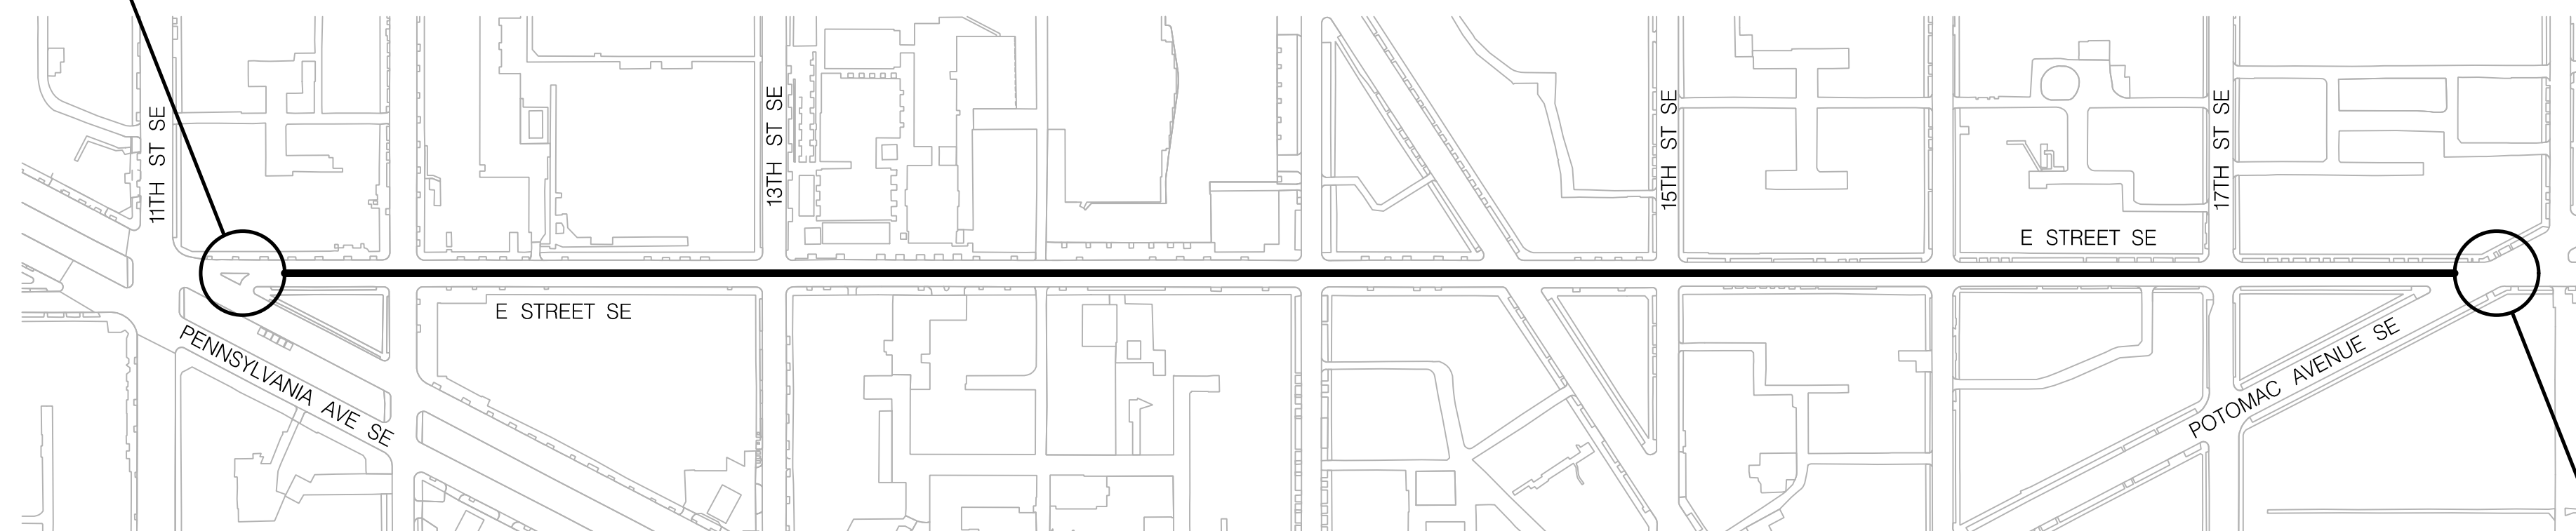 11TH ST SE
13TH ST SE
15TH ST SE
17TH ST SE
E STREET SE
E STREET SE
PENNSYLVANIA AVE SE
POTOMAC AVENUE SE